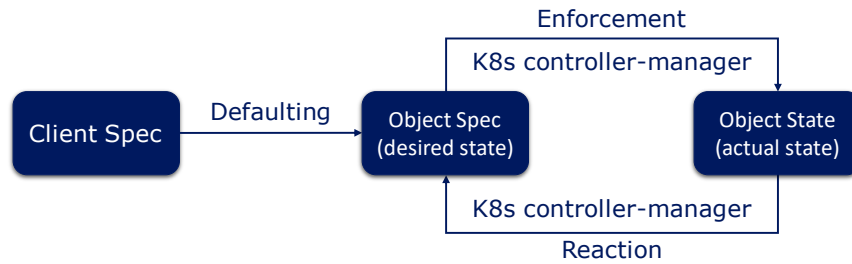 Enforcement
K8s controller-manager
Client Spec
Defaulting
Object Spec
(desired state)
Object State
(actual state)
K8s controller-manager
Reaction